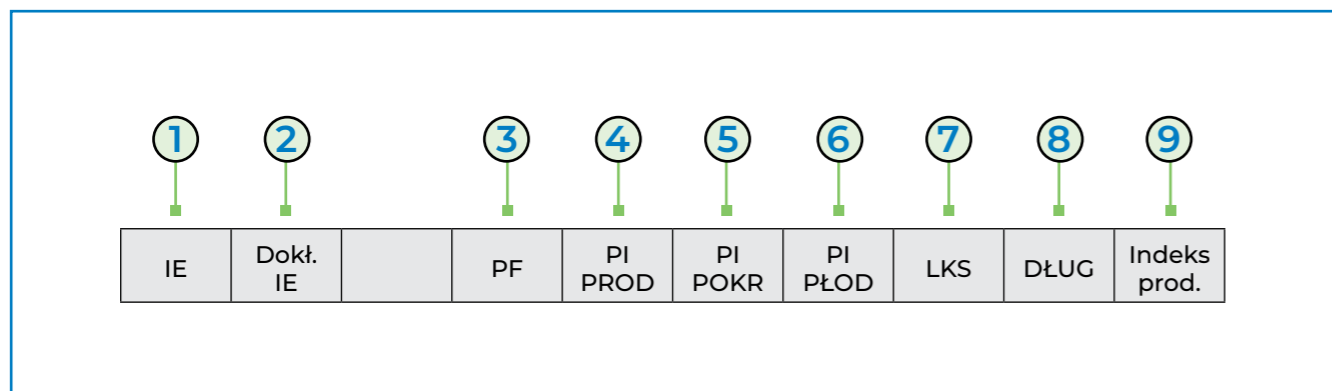 1 2 3 4 5 6 7 8 9
IE
Dokł.
IE
PF
PI
PROD
PI
POKR
PI
PŁOD
LKS
DŁUG
Indeks
prod.